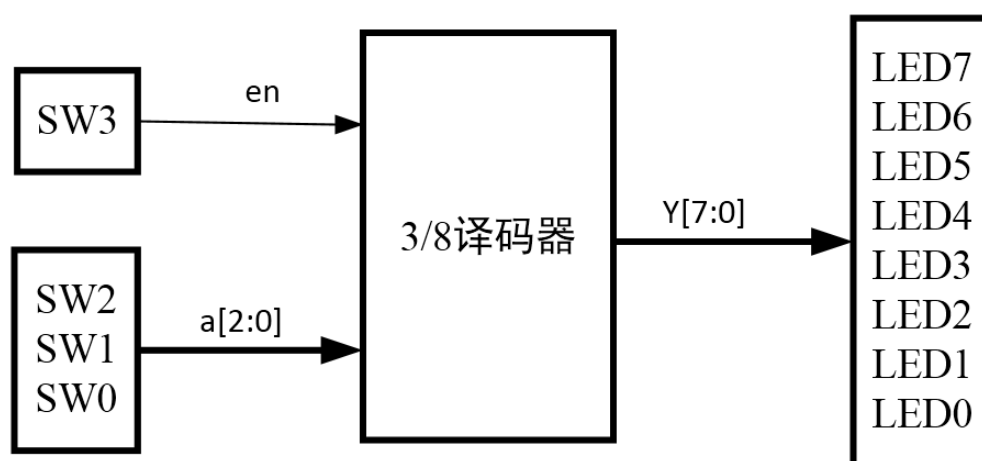 SW3
en
SW2
SW1
SW0
a[2:0]
3/8译码器
Y[7:0]
LED7
LED6
LED5
LED4
LED3
LED2
LED1
LED0